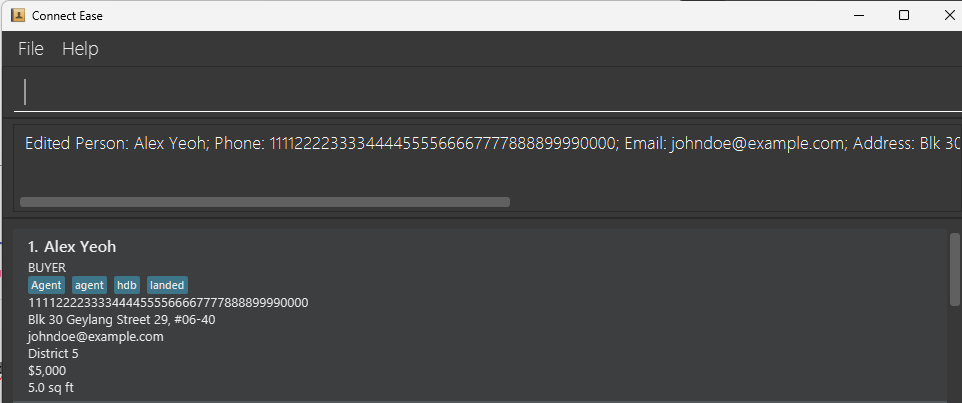 Connect Ease
File Help
Edited Person: Alex Yeoh; Phone: 1111222233334444555566667777888899990000; Email: johndoe@example.com; Address: Blk 30
1. Alex Yeoh
BUYER
Agent agent hdb landed
1111222233334444555566667777888899990000
Blk 30 Geylang Street 29, #06-40
johndoe@example.com
District 5
$5,000
5.0 sq ft